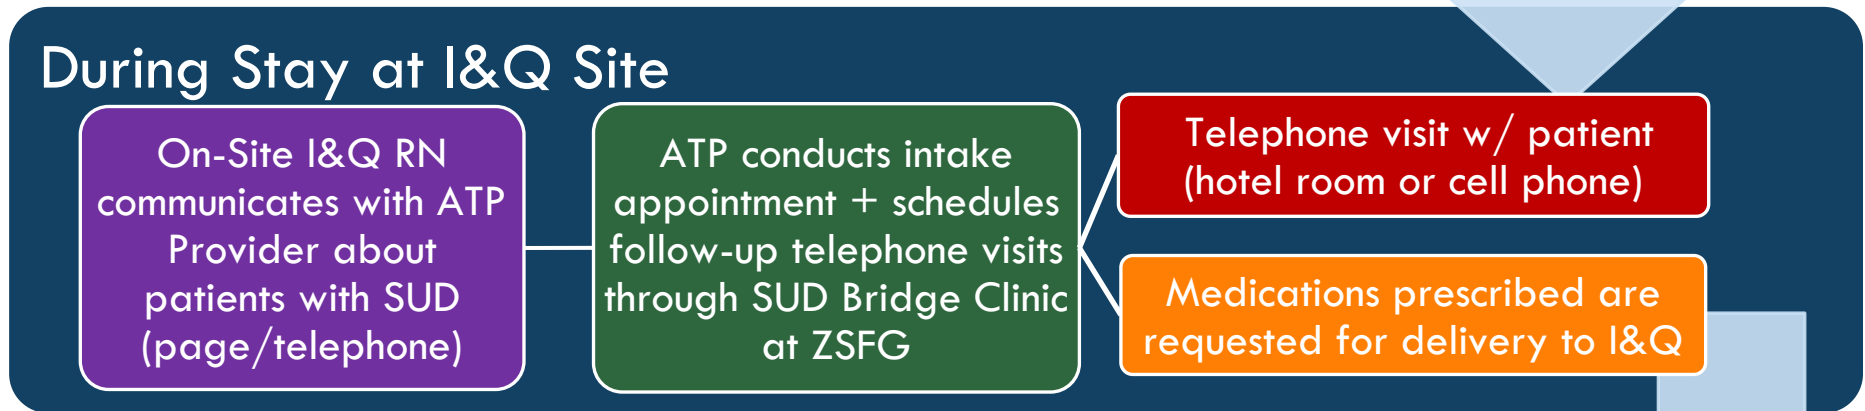 During Stay at I&Q Site
On-Site I&Q RN
communicates with ATP
Provider about
patients with SUD
(page/telephone)
ATP conducts intake
appointment + schedules
follow-up telephone visits
through SUD Bridge Clinic
at ZSFG
Telephone visit w/ patient
(hotel room or cell phone)
Medications prescribed are
requested for delivery to I&Q